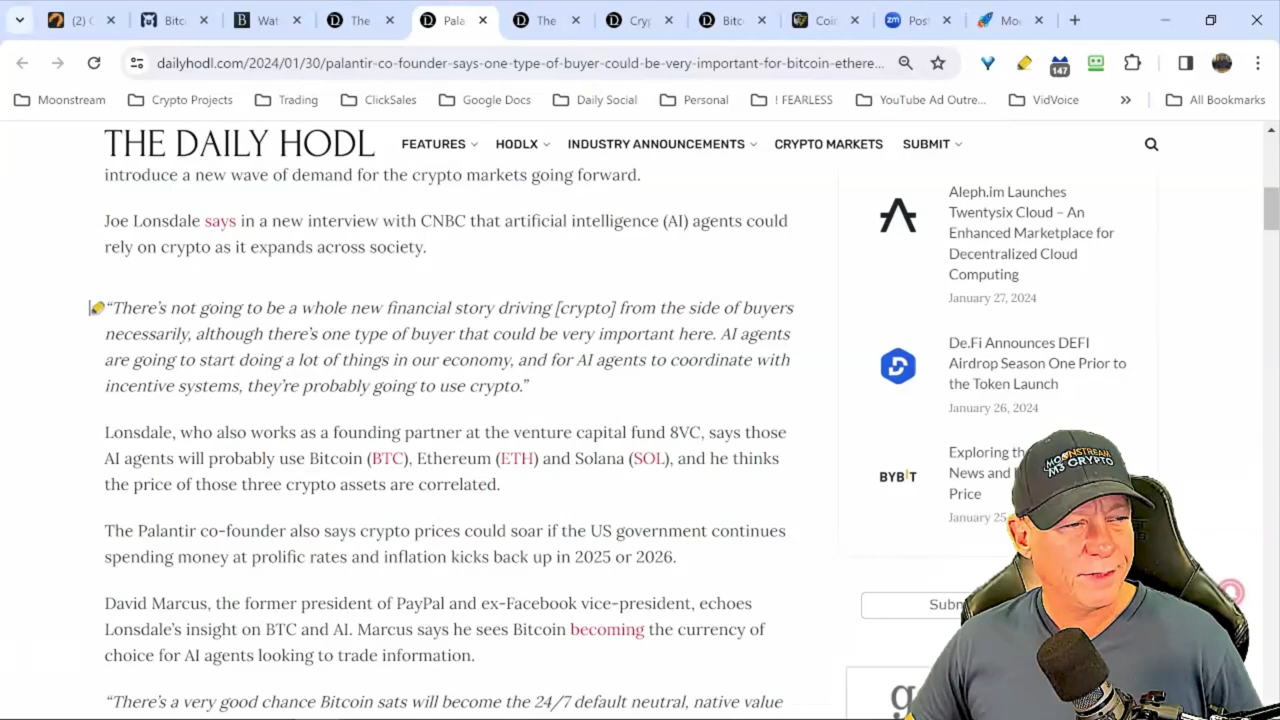 (2) C
Bitc
Wat
The
Pala
The
Cryp
Bitc
Coin
Post
Moo
dailyhodl.com/2024/01/30/palantir-co-founder-says-one-type-of-buyer-could-be-very-important-for-bitcoin-ethere...
147
Moonstream
Crypto Projects
Trading
ClickSales
Google Docs
Daily Social
Personal
! FEARLESS
YouTube Ad Outre...
VidVoice
All Bookmarks
THE DAILY HODL
FEATURES
HODLX
INDUSTRY ANNOUNCEMENTS
CRYPTO MARKETS
SUBMIT
introduce a new wave of demand for the crypto markets going forward.
Joe Lonsdale says in a new interview with CNBC that artificial intelligence (AI) agents could
rely on crypto as it expands across society.
“There’s not going to be a whole new financial story driving [crypto] from the side of buyers
necessarily, although there’s one type of buyer that could be very important here. AI agents
are going to start doing a lot of things in our economy, and for AI agents to coordinate with
incentive systems, they’re probably going to use crypto.”
Lonsdale, who also works as a founding partner at the venture capital fund 8VC, says those
AI agents will probably use Bitcoin (BTC), Ethereum (ETH) and Solana (SOL), and he thinks
the price of those three crypto assets are correlated.
The Palantir co-founder also says crypto prices could soar if the US government continues
spending money at prolific rates and inflation kicks back up in 2025 or 2026.
David Marcus, the former president of PayPal and ex-Facebook vice-president, echoes
Lonsdale’s insight on BTC and AI. Marcus says he sees Bitcoin becoming the currency of
choice for AI agents looking to trade information.
“There’s a very good chance Bitcoin sats will become the 24/7 default neutral, native value
Aleph.im Launches
Twentysix Cloud – An
Enhanced Marketplace for
Decentralized Cloud
Computing
January 27, 2024
De.Fi Announces DEFI
Airdrop Season One Prior to
the Token Launch
January 26, 2024
BYBIT
Exploring th
News and
Price
January 25
Subm
g
MOONSTREAM
M3 CRYPTO